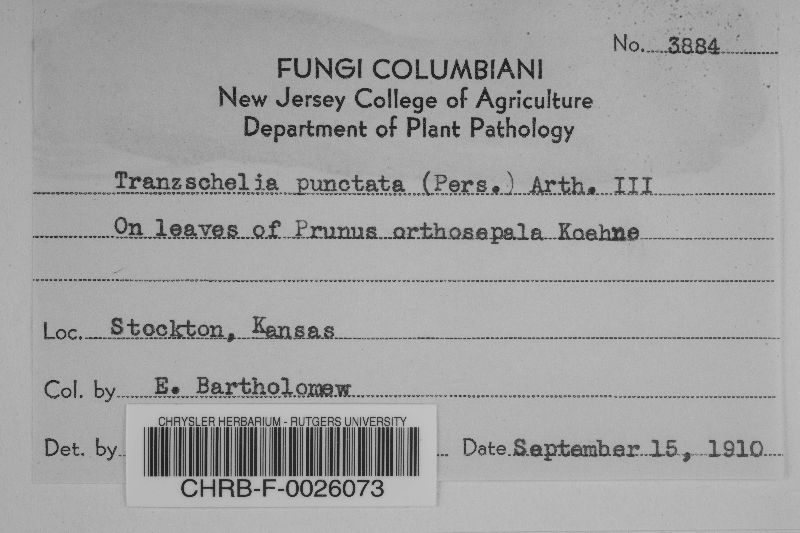 No. 3884
FUNGI COLUMBIANI
New Jersey College of Agriculture
Department of Plant Pathology
Tranzschelia punctata (Pers.) Arth. III
On leaves of Prunus orthosepala Koehne
Loc. Stockton, Kansas
Col. by E. Bartholomew
Det. by
Date September 15, 1910
CHRYSLER HERBARIUM - RUTGERS UNIVERSITY
CHRB-F-0026073